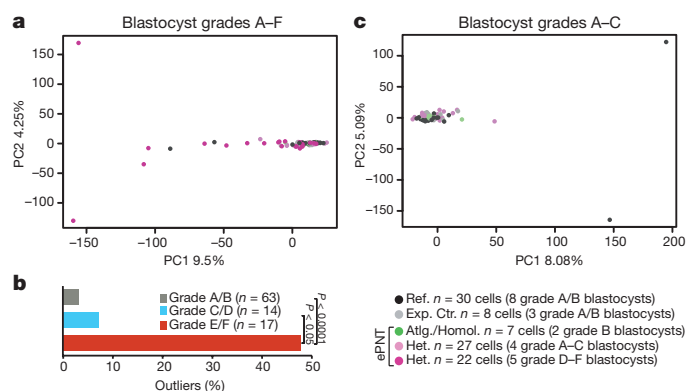 a
Blastocyst grades A–F
150
100
50
0
−50
−100
PC2 4.25%
−150
−100
−50
0
PC1 9.5%
c
Blastocyst grades A–C
100
50
0
−50
−100
−150
PC2 5.09%
0
50
100
150
200
PC1 8.08%
b
Grade A/B (n = 63)
Grade C/D (n = 14)
Grade E/F (n = 17)
P < 0.05
P < 0.0001
0
10
20
30
40
50
Outliers (%)
Ref. n = 30 cells (8 grade A/B blastocysts)
Exp. Ctr. n = 8 cells (3 grade A/B blastocysts)
ePNT
Atlg./Homol. n = 7 cells (2 grade B blastocysts)
Het. n = 27 cells (4 grade A–C blastocysts)
Het. n = 22 cells (5 grade D–F blastocysts)